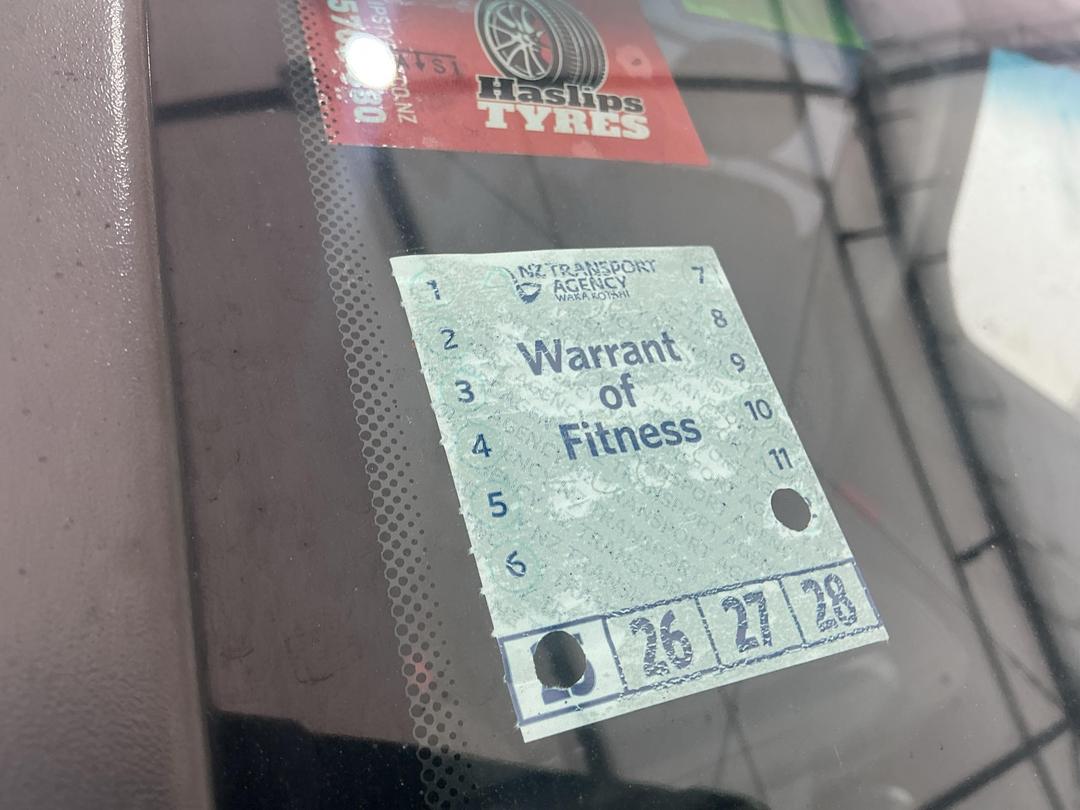 Haslips
TYRES
NZ TRANSPORT
AGENCY
WAKA KOTAHI
Warrant
of
Fitness
1
2
3
4
5
6
7
8
9
10
11
26
27
28